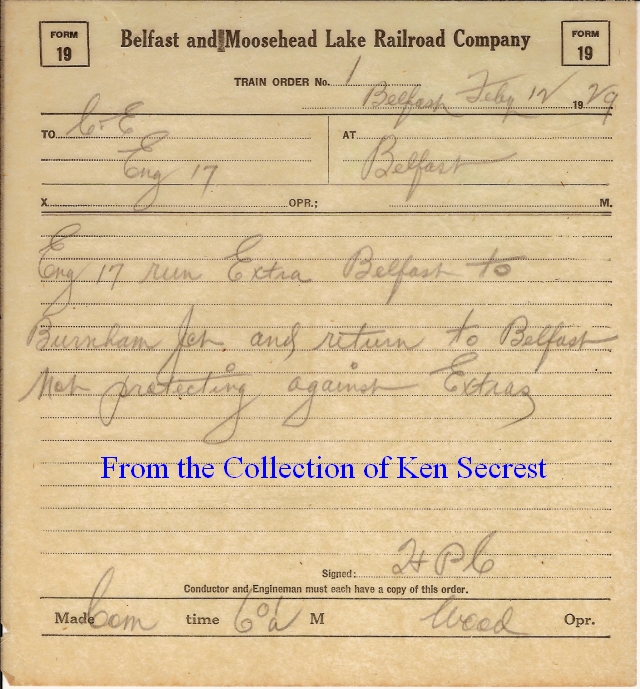 FORM 19
Belfast and Moosehead Lake Railroad Company
FORM 19
TRAIN ORDER No. 1
Belfast Feby 12 1929
TO C&E
Eng 17
AT Belfast
X OPR.; M.
Eng 17 run Extra Belfast to
Burnham Jct. and return to Belfast
Not protecting against Extras
From the Collection of Ken Secrest
Signed: H P C
Conductor and Engineman must each have a copy of this order.
Made Com time M Wood Opr.